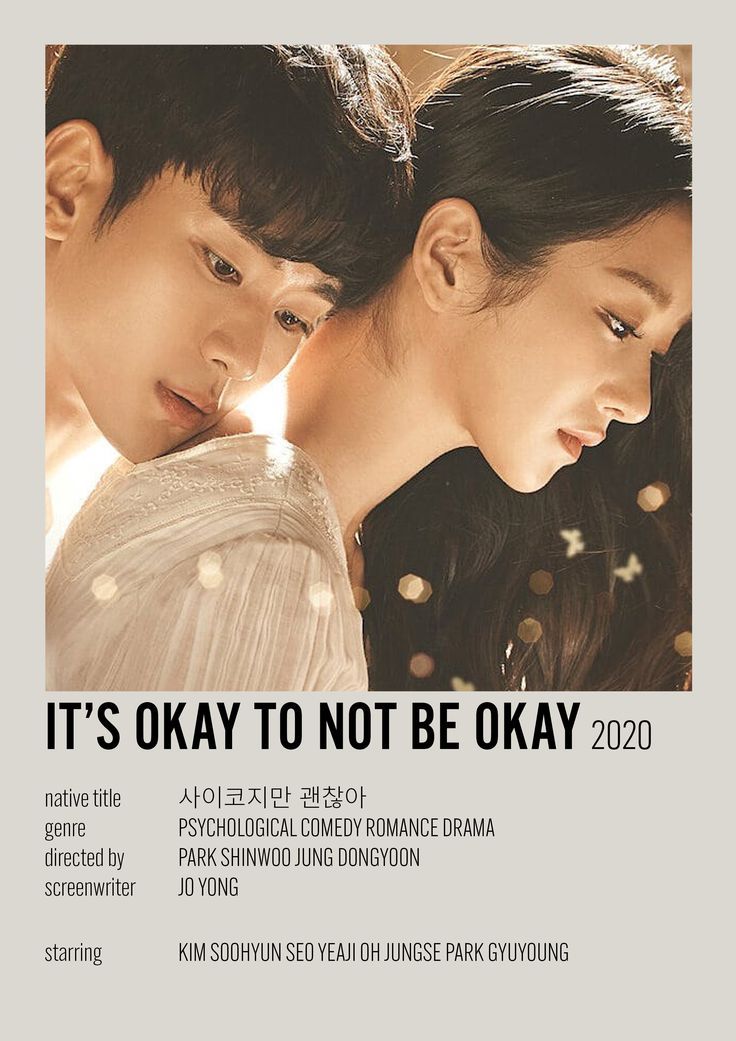 IT'S OKAY TO NOT BE OKAY 2020
native title 사이코지만 괜찮아
genre PSYCHOLOGICAL COMEDY ROMANCE DRAMA
directed by PARK SHINWOO JUNG DONGYOON
screenwriter JO YONG
starring KIM SOOHYUN SEO YEAJI OH JUNGSE PARK GYUYOUNG